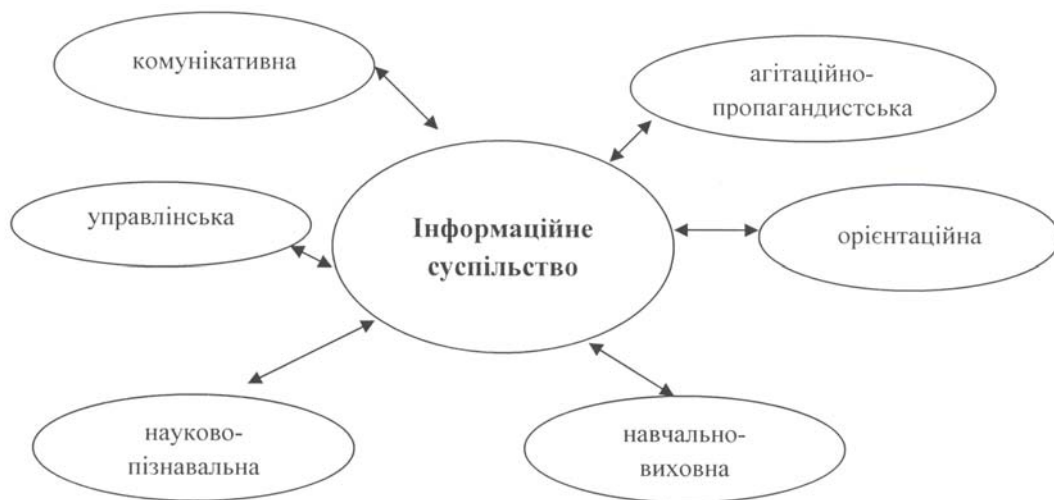 комунікативна
агітаційно-
пропагандистська
управлінська
Інформаційне
суспільство
орієнтаційна
науково-
пізнавальна
навчально-
виховна